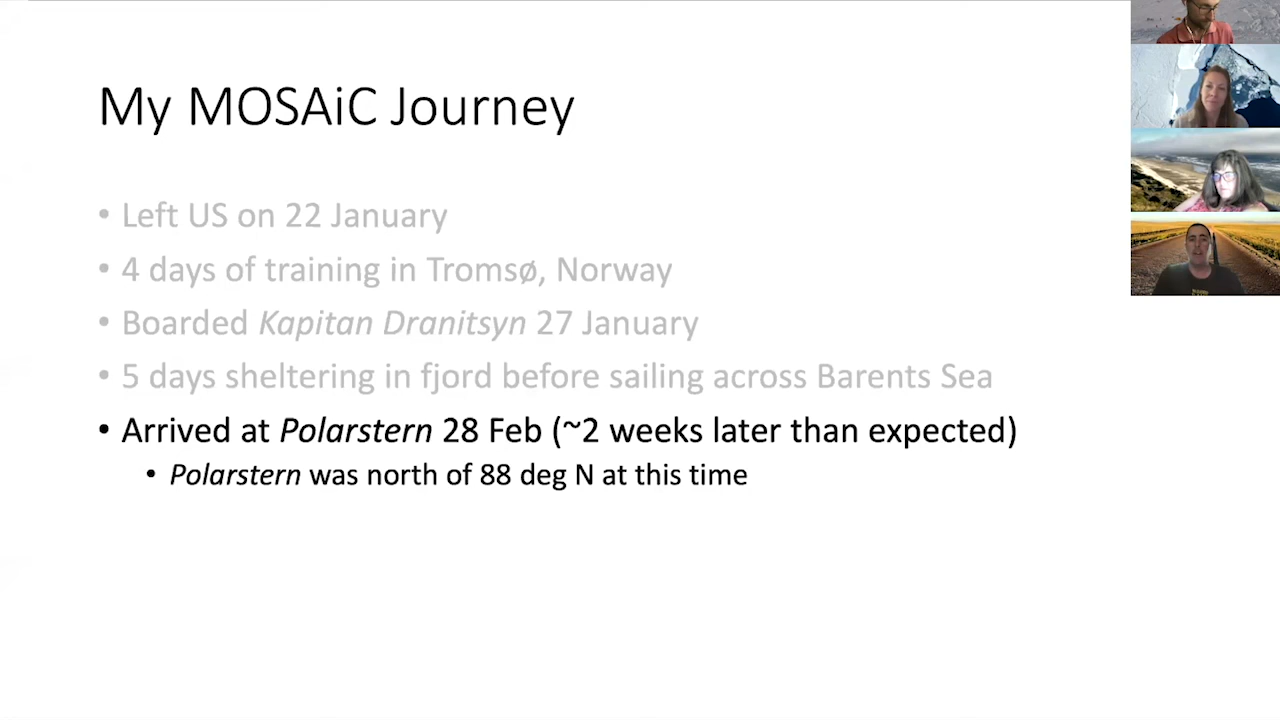 My MOSAiC Journey
• Left US on 22 January
• 4 days of training in Tromsø, Norway
• Boarded Kapitan Dranitsyn 27 January
• 5 days sheltering in fjord before sailing across Barents Sea
• Arrived at Polarstern 28 Feb (~2 weeks later than expected)
• Polarstern was north of 88 deg N at this time